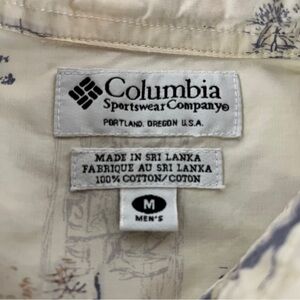 Columbia
Sportswear Company®
PORTLAND, OREGON U.S.A.
MADE IN SRI LANKA
FABRIQUE AU SRI LANKA
100% COTTON/COTON
M
MEN'S